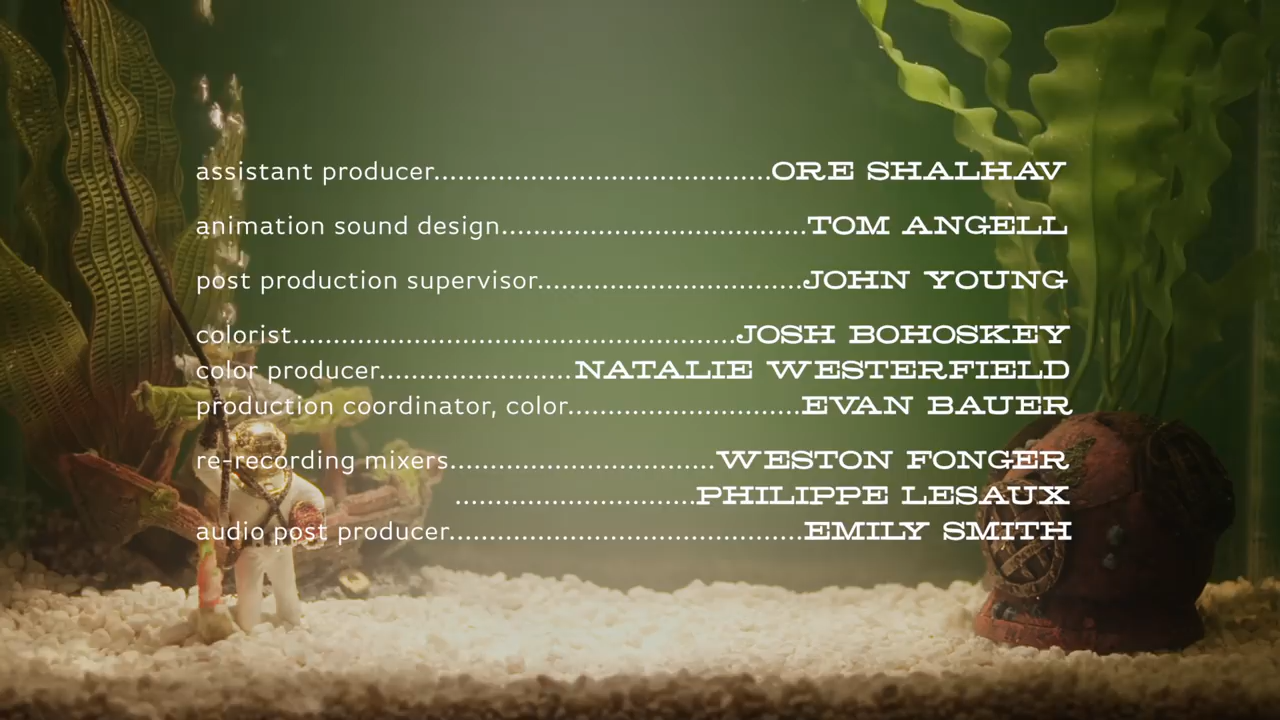 assistant producer........................................ORE SHALHAV
animation sound design.....................................TOM ANGELL
post production supervisor................................JOHN YOUNG
colorist.....................................................JOSH BOHOSKEY
color producer.......................NATALIE WESTERFIELD
production coordinator, color............................EVAN BAUER
re-recording mixers................................WESTON FONGER
.............................PHILIPPE LESAUX
audio post producer..........................................EMILY SMITH